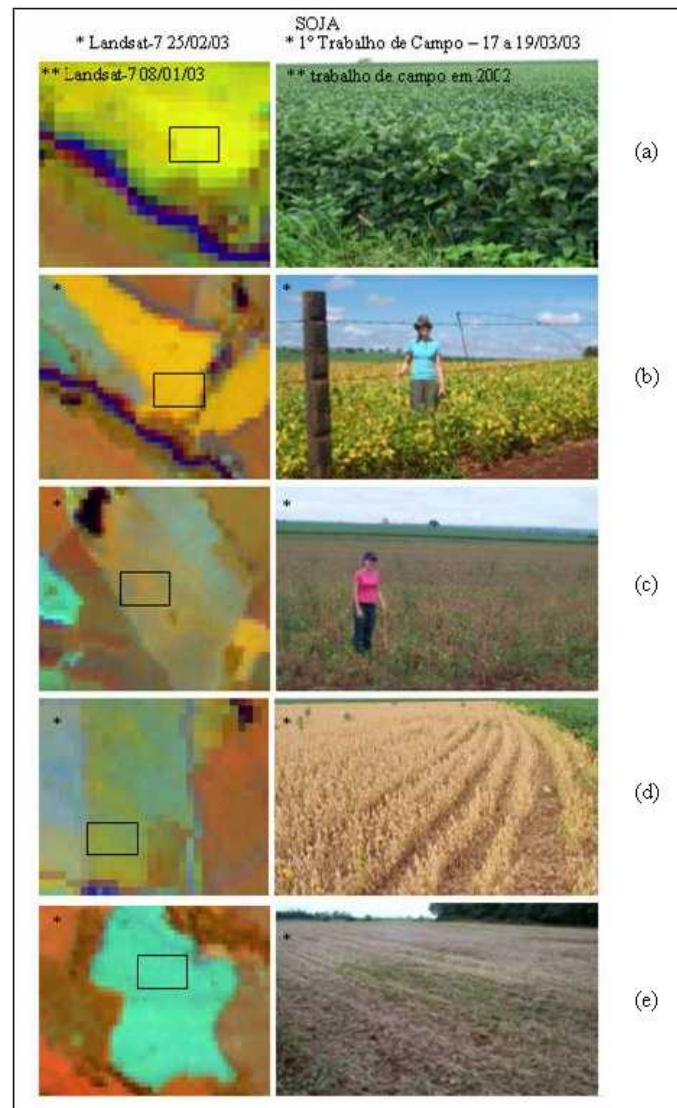 SOJA
* Landsat-7 25/02/03 * 1º Trabalho de Campo – 17 a 19/03/03
** Landsat-7 08/01/03 ** trabalho de campo em 2002
(a)
* *
(b)
* *
(c)
* *
(d)
* *
(e)